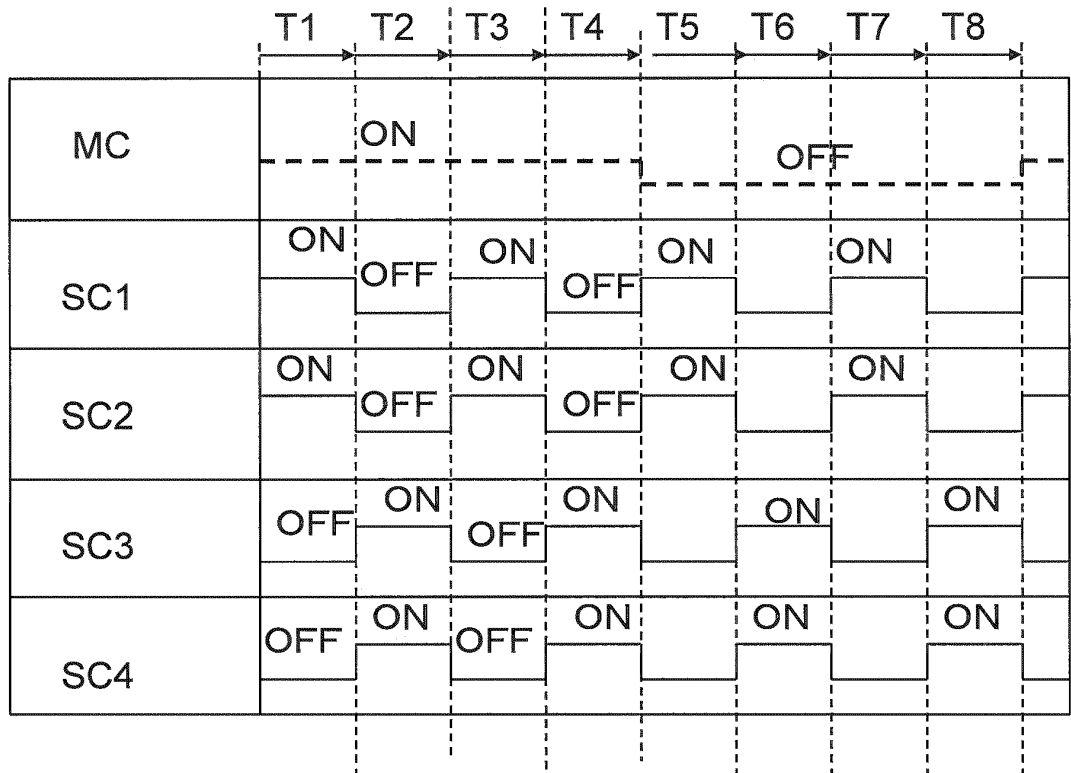 T1 T2 T3 T4 T5 T6 T7 T8
MC ON OFF
SC1 ON OFF ON OFF ON ON
SC2 ON OFF ON OFF ON ON
SC3 OFF ON OFF ON ON ON
SC4 OFF ON OFF ON ON ON